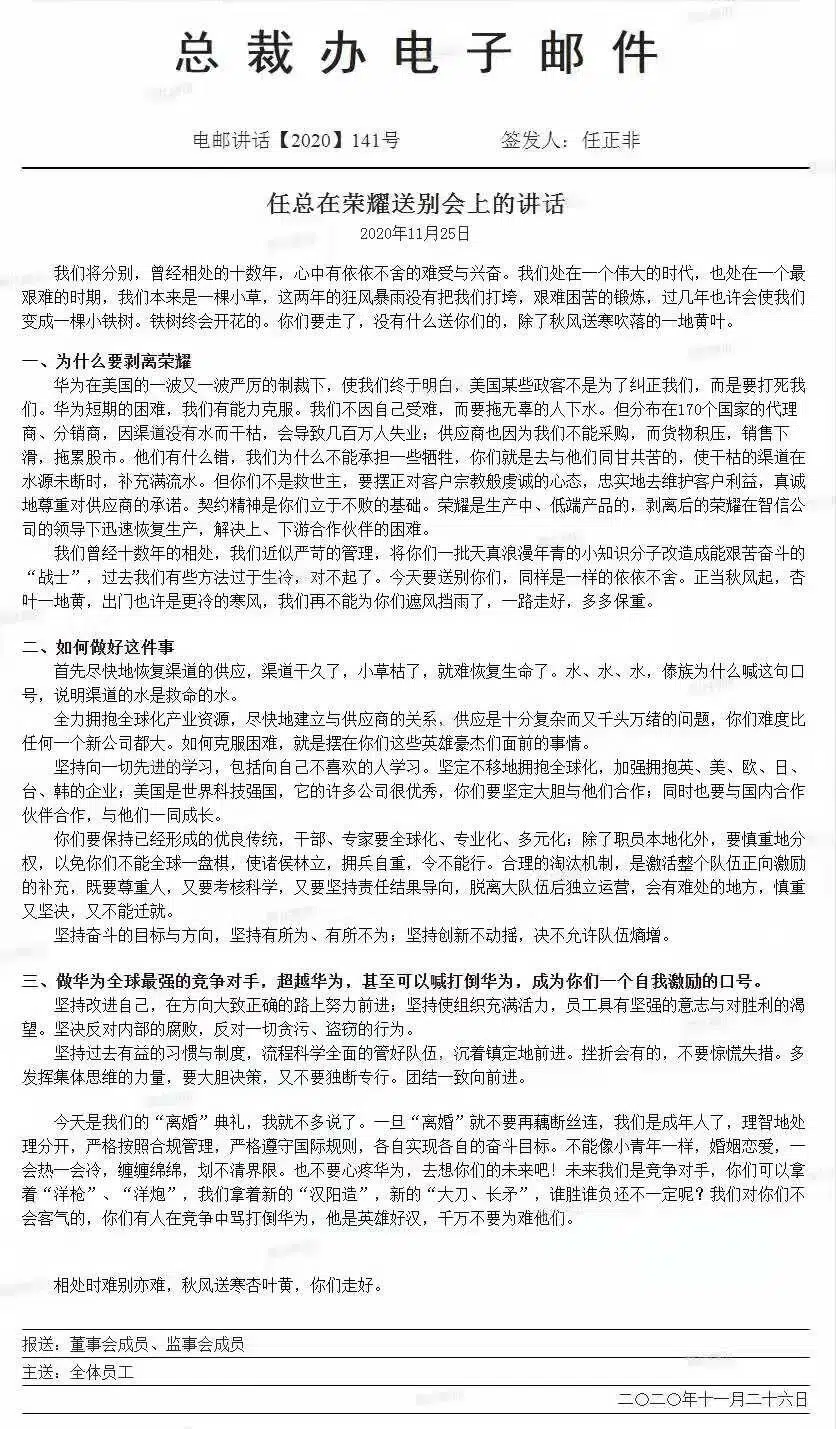 总裁办电子邮件
电邮讲话【2020】141号 签发人：任正非
任总在荣耀送别会上的讲话
2020年11月25日
我们将分别，曾经相处的十数年，心中有依依不舍的难受与兴奋。我们处在一个伟大的时代，也处在一个最
艰难的时期，我们本来是一棵小草，这两年的狂风暴雨没有把我们打垮，艰难困苦的锻炼，过几年也许会使我们
变成一棵小铁树。铁树终会开花的。你们要走了，没有什么送你们的，除了秋风送寒吹落的一地黄叶。
一、为什么要剥离荣耀
华为在美国的一波又一波严厉的制裁下，使我们终于明白，美国某些政客不是为了纠正我们，而是要打死我
们。华为短期的困难，我们有能力克服。我们不因自己受难，而要拖无辜的人下水。但分布在170个国家的代理
商、分销商，因渠道没有水而干枯，会导致几百万人失业；供应商也因为我们不能采购，而货物积压，销售下
滑，拖累股市。他们有什么错，我们为什么不能承担一些牺牲，你们就是去与他们同甘共苦的，使干枯的渠道在
水源未断时，补充满流水。但你们不是救世主，要摆正对客户宗教般虔诚的心态，忠实地去维护客户利益，真诚
地尊重对供应商的承诺。契约精神是你们立于不败的基础。荣耀是生产中、低端产品的，剥离后的荣耀在智信公
司的领导下迅速恢复生产，解决上、下游合作伙伴的困难。
我们曾经十数年的相处，我们近似严苛的管理，将你们一批天真浪漫年青的小知识分子改造成能艰苦奋斗的
“战士”，过去我们有些方法过于生冷，对不起了。今天要送别你们，同样是一样的依依不舍。正当秋风起，杏
叶一地黄，出门也许是更冷的寒风，我们再不能为你们遮风挡雨了，一路走好，多多保重。
二、如何做好这件事
首先尽快地恢复渠道的供应，渠道干久了，小草枯了，就难恢复生命了。水、水、水，傣族为什么喊这句口
号，说明渠道的水是救命的水。
全力拥抱全球化产业资源，尽快地建立与供应商的关系，供应是十分复杂而又千头万绪的问题，你们难度比
任何一个新公司都大。如何克服困难，就是摆在你们这些英雄豪杰们面前的事情。
坚持向一切先进的学习，包括向自己不喜欢的人学习。坚定不移地拥抱全球化，加强拥抱英、美、欧、日、
台、韩的企业；美国是世界科技强国，它的许多公司很优秀，你们要坚定大胆与他们合作；同时也要与国内合作
伙伴合作，与他们一同成长。
你们要保持已经形成的优良传统，干部、专家要全球化、专业化、多元化；除了职员本地化外，要慎重地分
权，以免你们不能全球一盘棋，使诸侯林立，拥兵自重，令不能行。合理的淘汰机制，是激活整个队伍正向激励
的补充，既要尊重人，又要考核科学，又要坚持责任结果导向，脱离大队伍后独立运营，会有难处的地方，慎重
又坚决，又不能迁就。
坚持奋斗的目标与方向，坚持有所为、有所不为；坚持创新不动摇，决不允许队伍熵增。
三、做华为全球最强的竞争对手，超越华为，甚至可以喊打倒华为，成为你们一个自我激励的口号。
坚持改进自己，在方向大致正确的路上努力前进；坚持使组织充满活力，员工具有坚强的意志与对胜利的渴
望。坚决反对内部的腐败，反对一切贪污、盗窃的行为。
坚持过去有益的习惯与制度，流程科学全面的管好队伍，沉着镇定地前进。挫折会有的，不要惊慌失措。多
发挥集体思维的力量，要大胆决策，又不要独断专行。团结一致向前进。
今天是我们的“离婚”典礼，我就不多说了。一旦“离婚”就不要再藕断丝连，我们是成年人了，理智地处
理分开，严格按照合规管理，严格遵守国际规则，各自实现各自的奋斗目标。不能像小青年一样，婚姻恋爱，一
会热一会冷，缠缠绵绵，划不清界限。也不要心疼华为，去想你们的未来吧！未来我们是竞争对手，你们可以拿
着“洋枪”、“洋炮”，我们拿着新的“汉阳造”，新的“大刀、长矛”，谁胜谁负还不一定呢？我们对你们不
会客气的，你们有人在竞争中骂打倒华为，他是英雄好汉，千万不要为难他们。
相处时难别亦难，秋风送寒杏叶黄，你们走好。
报送：董事会成员、监事会成员
主送：全体员工
二〇二〇年十一月二十六日